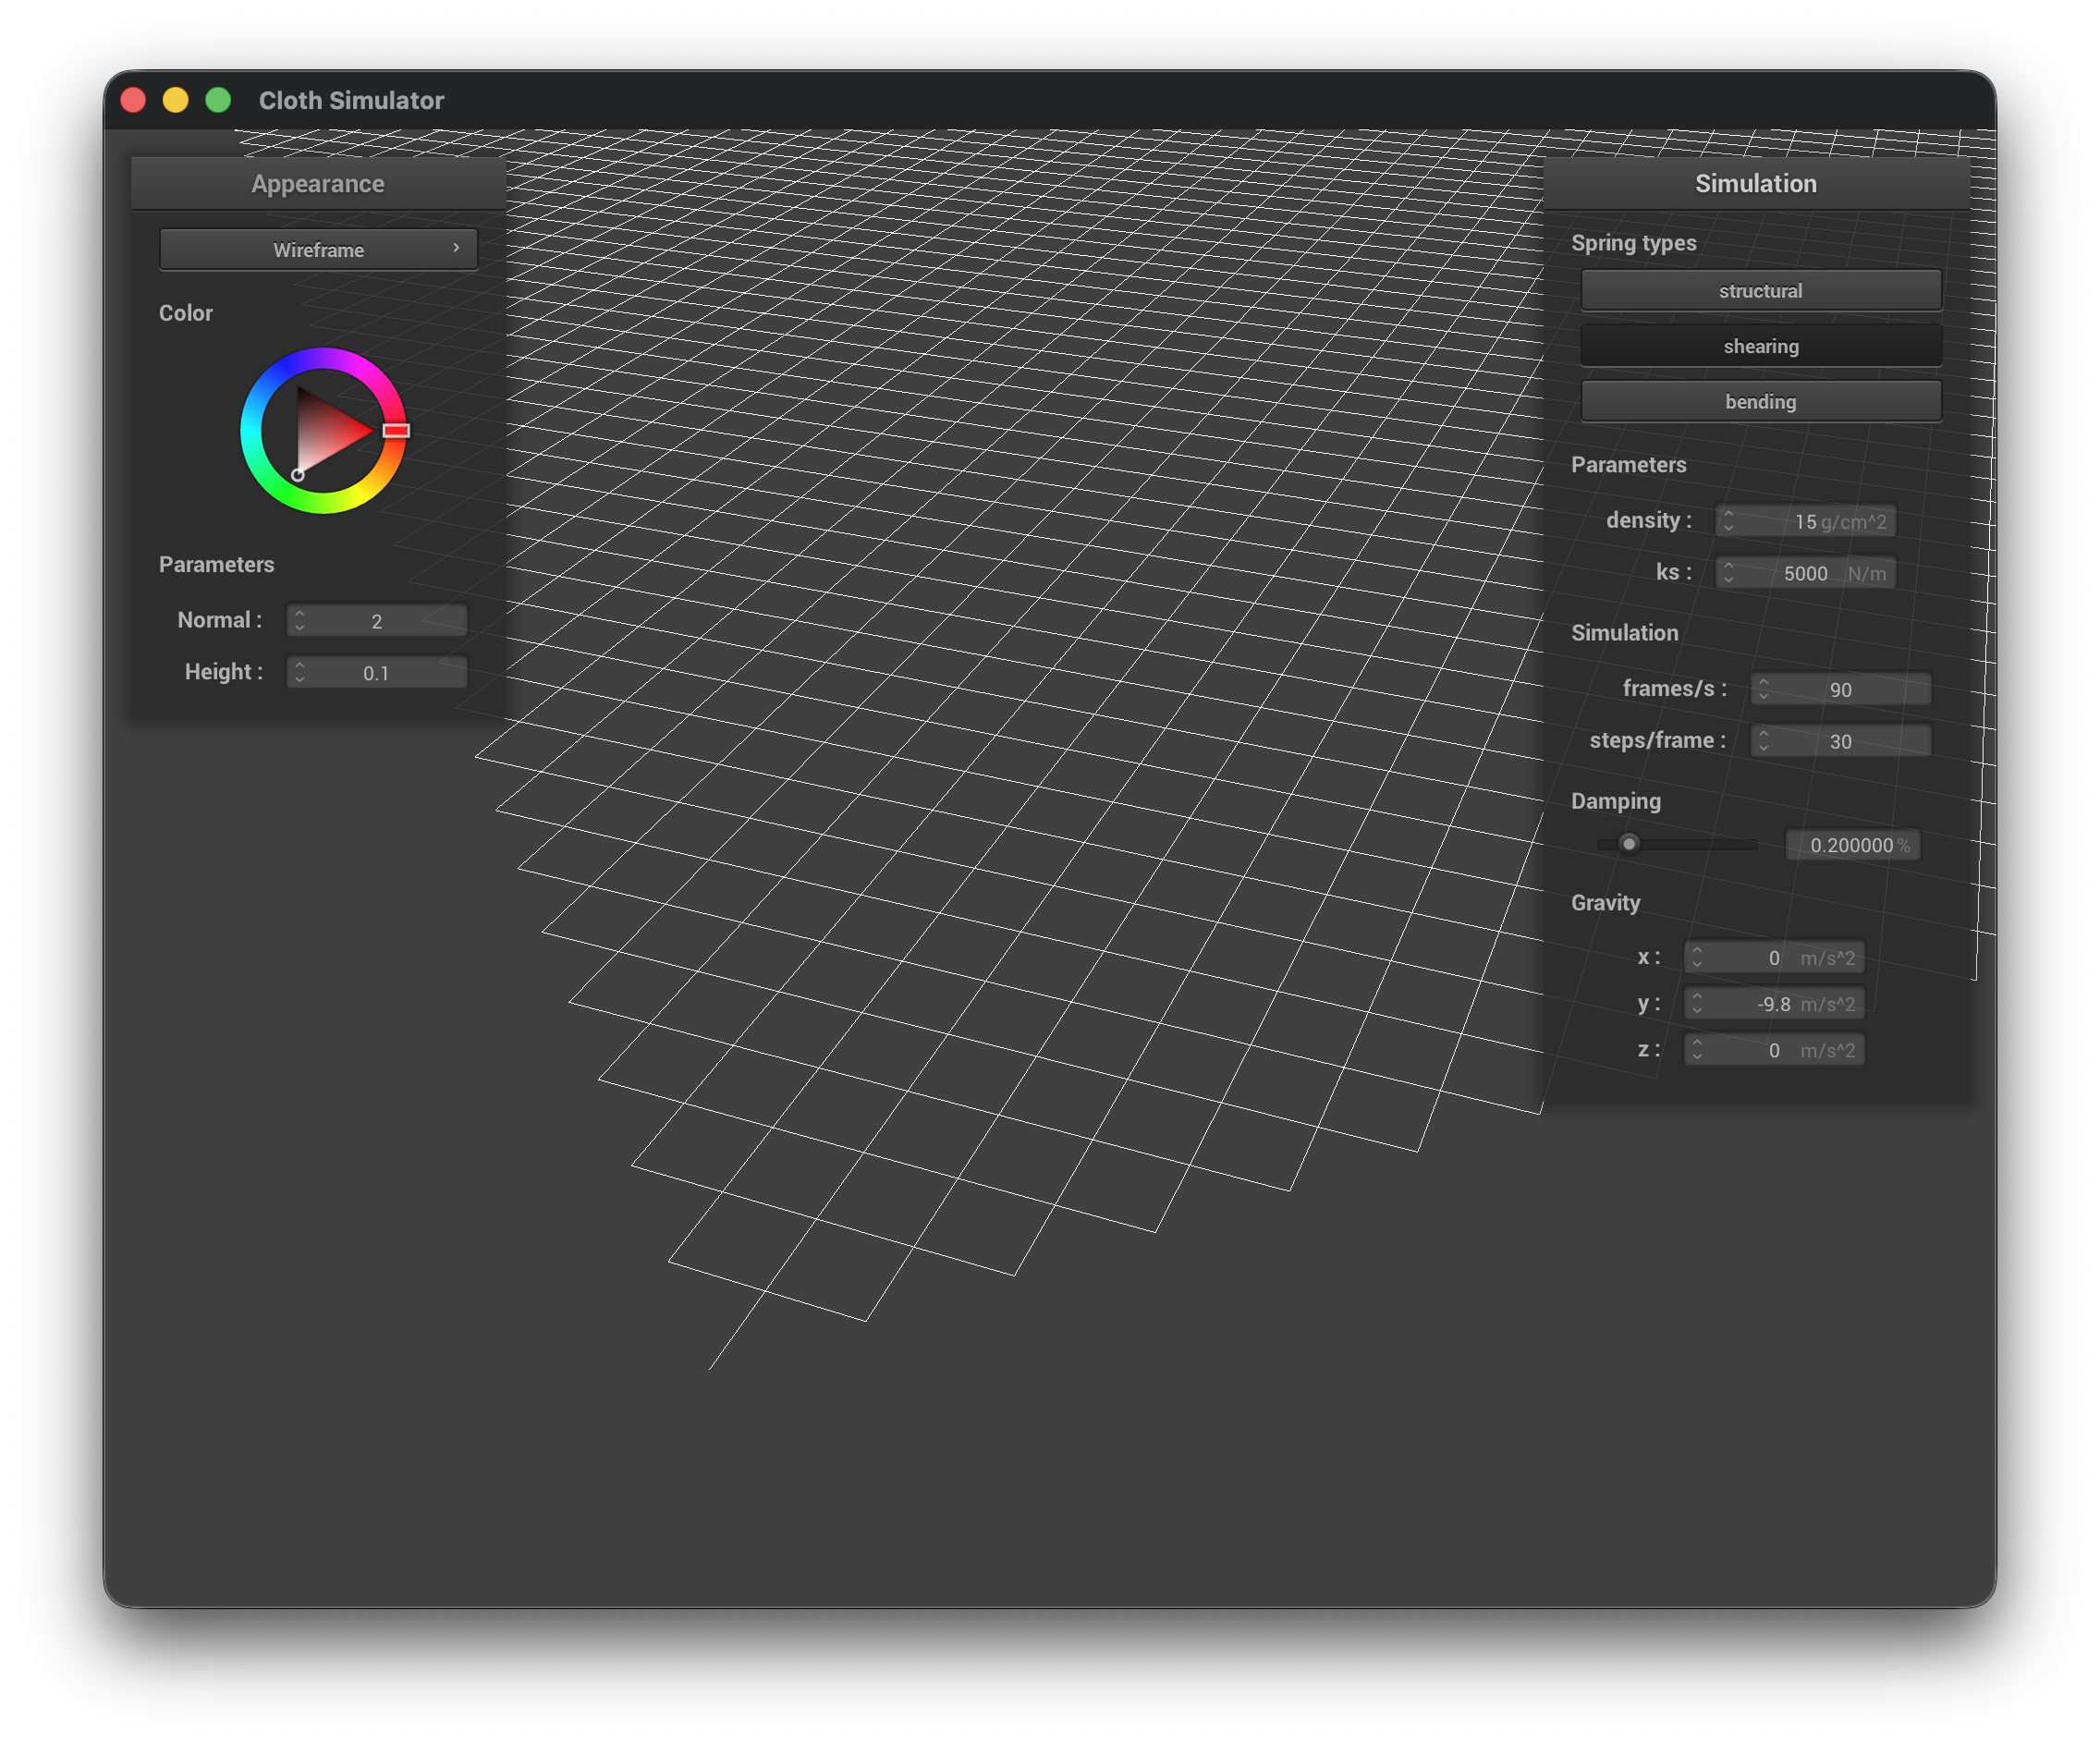 Cloth Simulator
Appearance
Wireframe
Color
Parameters
Normal : 2
Height : 0.1
Simulation
Spring types
structural
shearing
bending
Parameters
density : 15 g/cm^2
ks : 5000 N/m
Simulation
frames/s : 90
steps/frame : 30
Damping
0.200000 %
Gravity
x : 0 m/s^2
y : -9.8 m/s^2
z : 0 m/s^2